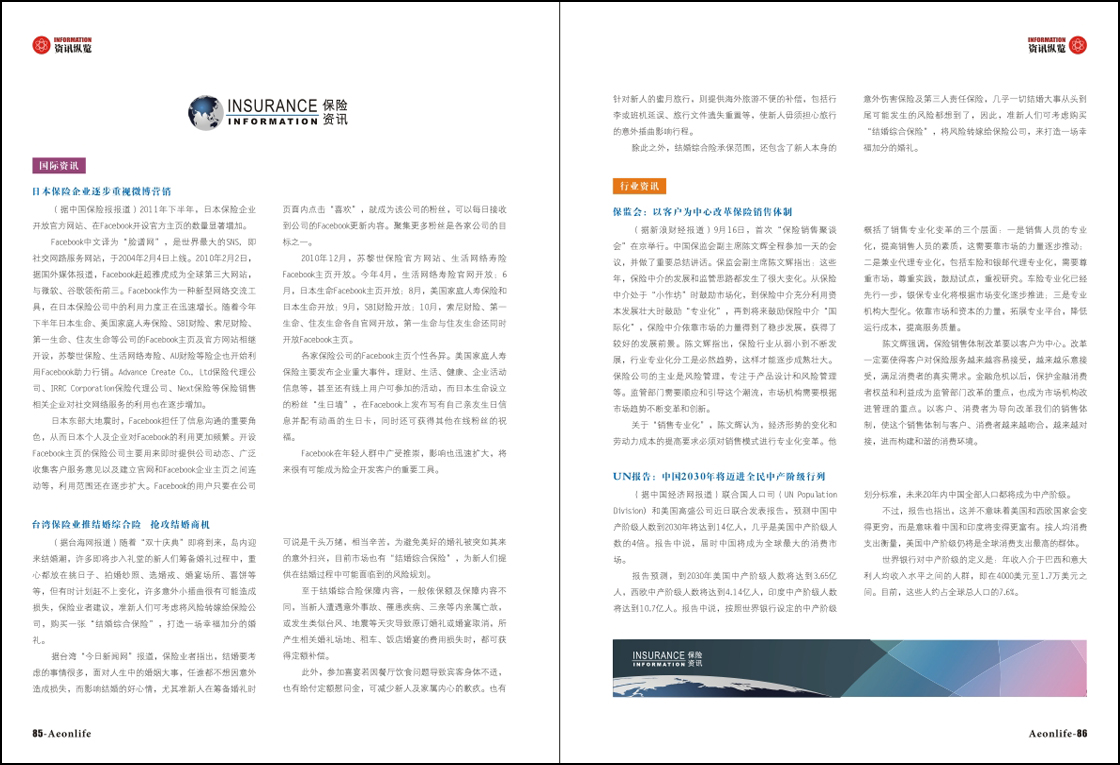 INFORMATION
资讯纵览
INSURANCE 保险
INFORMATION 资讯
国际资讯
日本保险企业逐步重视微博营销
（据中国保险报报道）2011年下半年，日本保险企业
开放官方网站、在Facebook开设官方主页的数量显著增加。
Facebook中文译为“脸谱网”，是世界最大的SNS，即
社交网路服务网站，于2004年2月4日上线。2010年2月2日，
据国外媒体报道，Facebook赶超雅虎成为全球第三大网站，
与微软、谷歌领衔前三。Facebook作为一种新型网络交流工
具，在日本保险公司中的利用力度正在迅速增长。随着今年
下半年日本生命、美国家庭人寿保险、SBI财险、索尼财险、
第一生命、住友生命等公司的Facebook主页及官方网站相继
开设，苏黎世保险、生活网络寿险、AU财险等险企也开始利
用Facebook助力行销。Advance Create Co.，Ltd保险代理公
司、IRRC Corporation保险代理公司、Next保险等保险销售
相关企业对社交网络服务的利用也在逐步增加。
日本东部大地震时，Facebook担任了信息沟通的重要角
色，从而日本个人及企业对Facebook的利用更加频繁。开设
Facebook主页的保险公司主要用来即时提供公司动态、广泛
收集客户服务意见以及建立官网和Facebook企业主页之间连
动等，利用范围还在逐步扩大。Facebook的用户只要在公司
页面内点击“喜欢”，就成为该公司的粉丝，可以每日接收
到公司的Facebook更新内容。聚集更多粉丝是各家公司的目
标之一。
2010年12月，苏黎世保险官方网站、生活网络寿险
Facebook主页开放。今年4月，生活网络寿险官网开放；6
月，日本生命Facebook主页开放；8月，美国家庭人寿保险和
日本生命开放；9月，SBI财险开放；10月，索尼财险、第一
生命、住友生命各自官网开放，第一生命与住友生命还同时
开放Facebook主页。
各家保险公司的Facebook主页个性各异。美国家庭人寿
保险主要发布企业重大事件，理财、生活、健康、企业活动
信息等，甚至还有线上用户可参加的活动，而日本生命设立
的粉丝“生日墙”，在Facebook上发布写有自己亲友生日信
息并配有动画的生日卡，同时还可获得其他在线粉丝的祝
福。
Facebook在年轻人群中广受推崇，影响也迅速扩大，将
来很有可能成为险企开发客户的重要工具。
台湾保险业推结婚综合险 抢攻结婚商机
（据台海网报道）随着“双十庆典”即将到来，岛内迎
来结婚潮，许多即将步入礼堂的新人们筹备婚礼过程中，重
心都放在挑日子、拍婚纱照、选婚戒、婚宴场所、喜饼等
等，但有时计划赶不上变化，许多意外小插曲很有可能造成
损失，保险业者建议，准新人们可考虑将风险转嫁给保险公
司，购买一张“结婚综合保险”，打造一场幸福加分的婚
礼。
据台湾“今日新闻网”报道，保险业者指出，结婚要考
虑的事情很多，面对人生中的婚姻大事，任谁都不想因意外
造成损失，而影响结婚的好心情，尤其准新人在筹备婚礼时
可说是千头万绪，相当辛苦。为避免美好的婚礼被突如其来
的意外扫兴，目前市场也有“结婚综合保险”，为新人们提
供在结婚过程中可能面临到的风险规划。
至于结婚综合险保障内容，一般依保额及保障内容不
同，当新人遭遇意外事故、罹患疾病、三亲等内亲属亡故，
或发生类似台风、地震等天灾导致原订婚礼或婚宴取消，所
产生相关婚礼场地、租车、饭店婚宴的费用损失时，都可获
得定额补偿。
此外，参加喜宴若因餐厅饮食问题导致宾客身体不适，
也有给付定额慰问金，可减少新人及家属内心的歉疚。也有
85-Aeonlife
INFORMATION
资讯纵览
针对新人的蜜月旅行，则提供海外旅游不便的补偿，包括行
李或班机延误、旅行文件遗失重置等，使新人毋须担心旅行
的意外插曲影响行程。
除此之外，结婚综合险承保范围，还包含了新人本身的
意外伤害保险及第三人责任保险，几乎一切结婚大事从头到
尾可能发生的风险都想到了，因此，准新人们可考虑购买
“结婚综合保险”，将风险转嫁给保险公司，来打造一场幸
福加分的婚礼。
行业资讯
保监会：以客户为中心改革保险销售体制
（据新浪财经报道）9月16日，首次“保险销售聚谈
会”在京举行。中国保监会副主席陈文辉全程参加一天的会
议，并做了重要总结讲话。保监会副主席陈文辉指出：这些
年，保险中介的发展和监管思路都发生了很大变化。从保险
中介处于“小作坊”时鼓励市场化，到保险中介充分利用资
本发展壮大时鼓励“专业化”，再到将来鼓励保险中介“国
际化”，保险中介依靠市场的力量得到了稳步发展，获得了
较好的发展前景。陈文辉指出，保险行业从弱小到不断发
展，行业专业化分工是必然趋势，这样才能逐步成熟壮大。
保险公司的主业是风险管理，专注于产品设计和风险管理
等。监管部门需要顺应和引导这个潮流，市场机构需要根据
市场趋势不断变革和创新。
关于“销售专业化”，陈文辉认为，经济形势的变化和
劳动力成本的提高要求必须对销售模式进行专业化变革。他
概括了销售专业化变革的三个层面：一是销售人员的专业
化，提高销售人员的素质，这需要靠市场的力量逐步推动；
二是兼业代理专业化，包括车险和银邮代理专业化，需要尊
重市场，尊重实践，鼓励试点，重视研究。车险专业化已经
先行一步，银保专业化将根据市场变化逐步推进；三是专业
机构大型化。依靠市场和资本的力量，拓展专业平台，降低
运行成本，提高服务质量。
陈文辉强调，保险销售体制改革要以客户为中心。改革
一定要使得客户对保险服务越来越容易接受，越来越乐意接
受，满足消费者的真实需求。金融危机以后，保护金融消费
者权益和利益成为监管部门改革的重点，也成为市场机构改
进管理的重点。以客户、消费者为导向改革我们的销售体
制，使这个销售体制与客户、消费者越来越吻合，越来越对
接，进而构建和谐的消费环境。
UN报告：中国2030年将迈进全民中产阶级行列
（据中国经济网报道）联合国人口司（UN Population
Division）和美国高盛公司近日联合发表报告，预测中国中
产阶级人数到2030年将达到14亿人，几乎是美国中产阶级人
数的4倍。报告中说，届时中国将成为全球最大的消费市
场。
报告预测，到2030年美国中产阶级人数将达到3.65亿
人，西欧中产阶级人数将达到4.14亿人，印度中产阶级人数
将达到10.7亿人。报告中说，按照世界银行设定的中产阶级
划分标准，未来20年内中国全部人口都将成为中产阶级。
不过，报告也指出，这并不意味着美国和西欧国家会变
得更穷，而是意味着中国和印度将变得更富有。按人均消费
支出衡量，美国中产阶级仍将是全球消费支出最高的群体。
世界银行对中产阶级的定义是：年收入介于巴西和意大
利人均收入水平之间的人群，即在4000美元至1.7万美元之
间。目前，这些人约占全球总人口的7.6%。
INSURANCE 保险
INFORMATION 资讯
Aeonlife-86